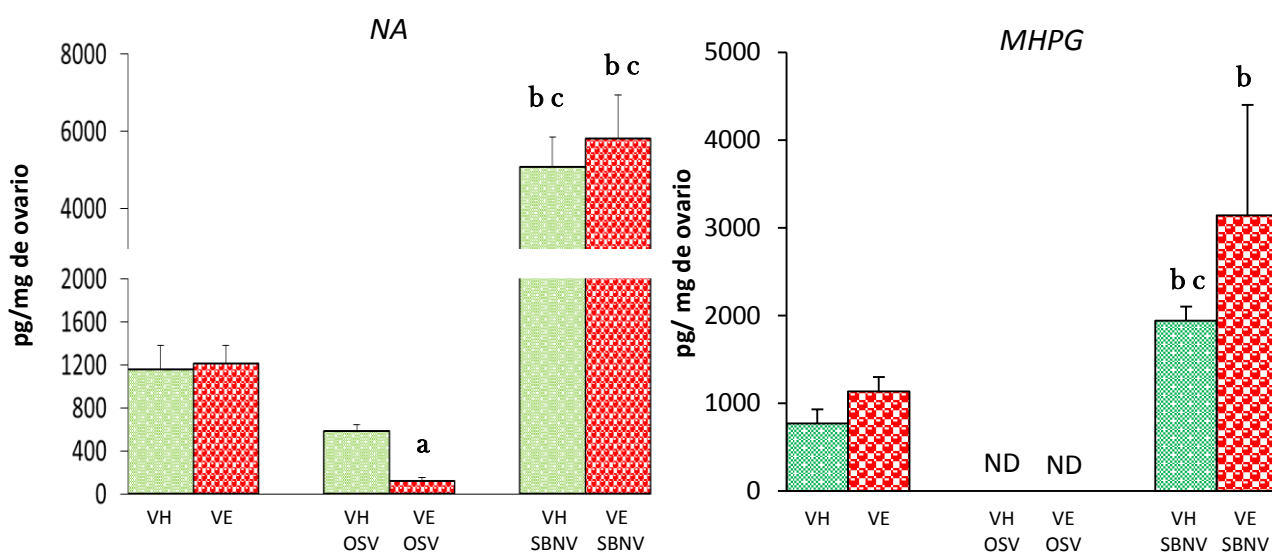 NA
pg/mg de ovario
8000
6000
4000
2000
1600
1200
800
400
0
a
b c
b c
VH
VE
VH
OSV
VE
OSV
VH
SBNV
VE
SBNV
MHPG
pg/ mg de ovario
5000
4000
3000
2000
1000
0
ND
ND
b c
b
VH
VE
VH
OSV
VE
OSV
VH
SBNV
VE
SBNV